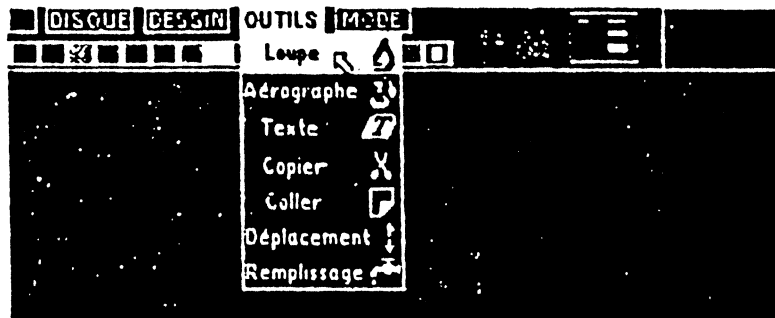 DISQUE DESSIN OUTILS MODE
Loupe
Aérographe
Texte
Copier
Coller
Déplacement
Remplissage